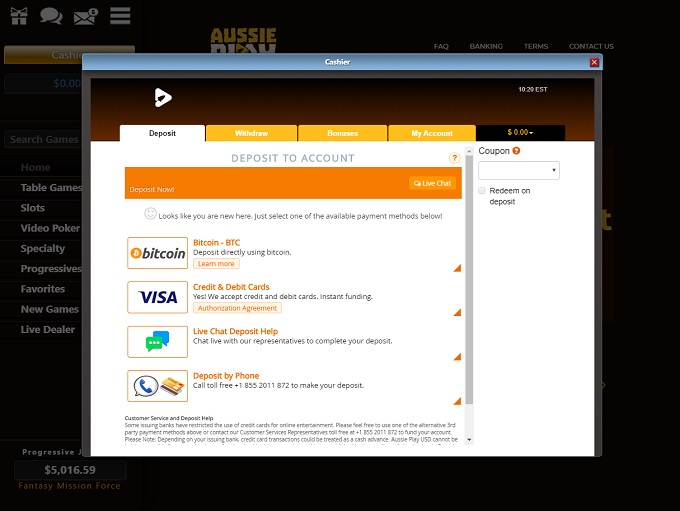 AUSSIE
PLAY
FAQ
BANKING
TERMS
CONTACT US
Cashier
$0.00
Search Games
Home
Table Games
Slots
Video Poker
Specialty
Progressives
Favorites
New Games
Live Dealer
Progressive J
$5,016.59
Fantasy Mission Force
Cashier
10:20 EST
Deposit
Withdraw
Bonuses
My Account
$ 0.00
DEPOSIT TO ACCOUNT
?
Deposit Now!
Live Chat
Looks like you are new here. Just select one of the available payment methods below!
bitcoin
Bitcoin - BTC
Deposit directly using bitcoin.
Learn more
VISA
Credit & Debit Cards
Yes! We accept credit and debit cards. Instant funding.
Authorization Agreement
Live Chat Deposit Help
Chat live with our representatives to complete your deposit.
Deposit by Phone
Call toll free +1 855 2011 872 to make your deposit.
Customer Service and Deposit Help
Some issuing banks have restricted the use of credit cards for online entertainment. Please feel free to use one of the alternative 3rd
party payment methods above or contact our Customer Services Representatives toll free at +1 855 2011 872 to fund your account.
Please Note: Depending on your issuing bank, credit card transactions could be treated as a cash advance. Aussie Play USD cannot be
Coupon ?
Redeem on
deposit